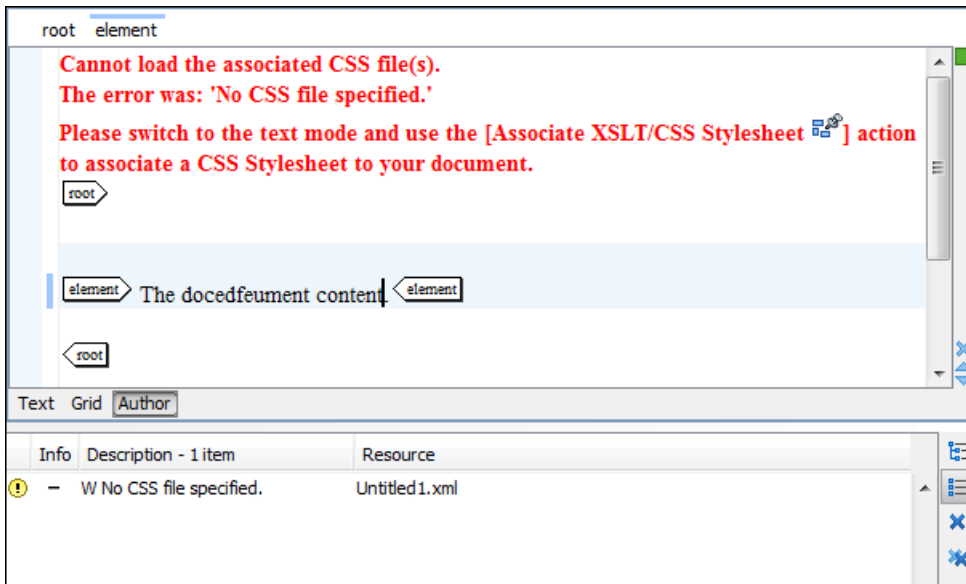 root element
Cannot load the associated CSS file(s).
The error was: 'No CSS file specified.'
Please switch to the text mode and use the [Associate XSLT/CSS Stylesheet ] action
to associate a CSS Stylesheet to your document.
root
element The docedfeument content. element
root
Text Grid Author
Info Description - 1 item Resource
W No CSS file specified. Untitled1.xml